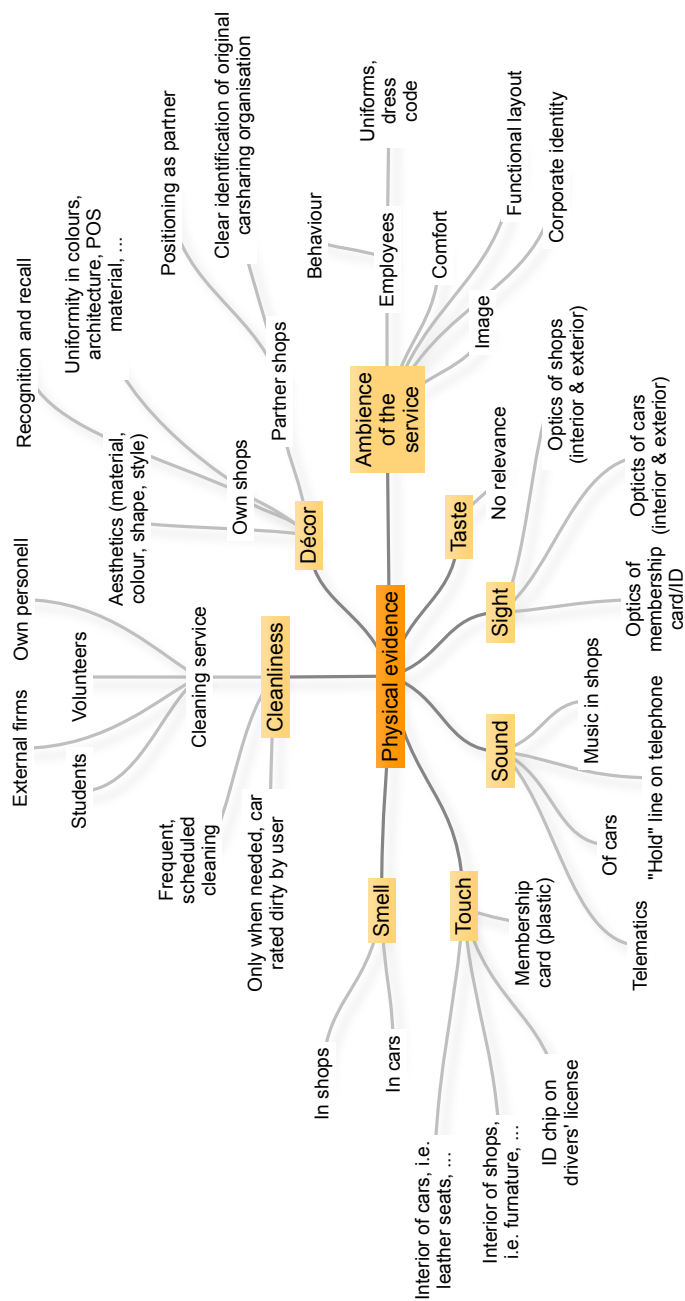 Physical evidence
Cleanliness
Cleaning service
External firms
Own personell
Students
Volunteers
Frequent,
scheduled
cleaning
Only when needed, car
rated dirty by user
Décor
Own shops
Aesthetics (material,
colour, shape, style)
Recognition and recall
Uniformity in colours,
architecture, POS
material, ...
Partner shops
Positioning as partner
Clear identification of original
carsharing organisation
Ambience
of the
service
Employees
Behaviour
Uniforms,
dress
code
Comfort
Functional layout
Corporate identity
Image
Taste
No relevance
Sight
Optics of shops
(interior & exterior)
Opticts of cars
(interior & exterior)
Optics of
membership
card/ID
Sound
Music in shops
"Hold" line on telephone
Of cars
Telematics
Touch
Membership
card (plastic)
ID chip on
drivers' license
Interior of shops,
i.e. furnature, ...
Interior of cars, i.e.
leather seats, ...
Smell
In shops
In cars